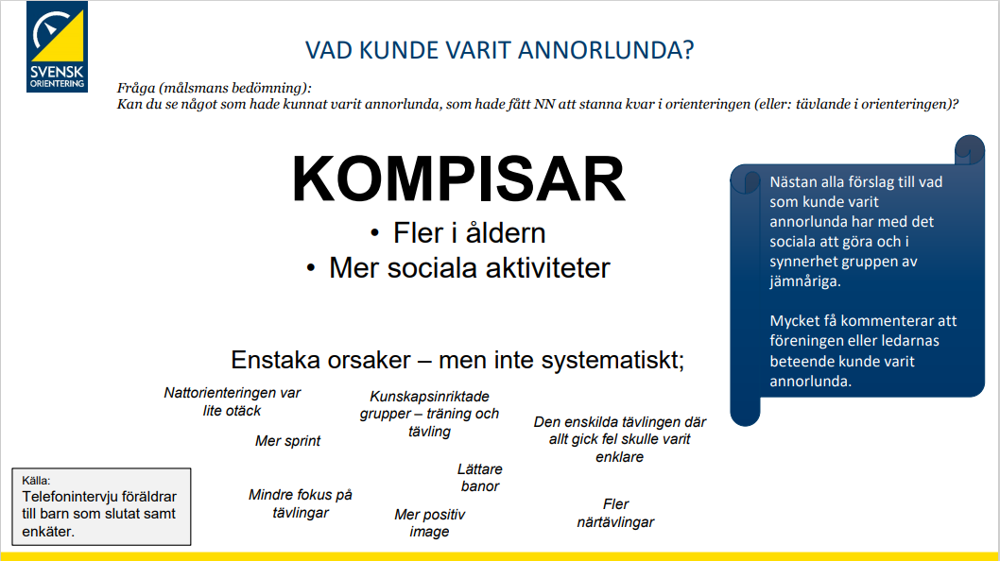 SVENSK
ORIENTERING
VAD KUNDE VARIT ANNORLUNDA?
Fråga (målsmans bedömning):
Kan du se något som hade kunnat varit annorlunda, som hade fått NN att stanna kvar i orienteringen (eller: tävlande i orienteringen)?
KOMPISAR
• Fler i åldern
• Mer sociala aktiviteter
Nästan alla förslag till vad
som kunde varit
annorlunda har med det
sociala att göra och i
synnerhet gruppen av
jämnåriga.
Mycket få kommenterar att
föreningen eller ledarnas
beteende kunde varit
annorlunda.
Enstaka orsaker – men inte systematiskt;
Nattorienteringen var
lite otäck
Kunskapsinriktade
grupper – träning och
tävling
Den enskilda tävlingen där
allt gick fel skulle varit
enklare
Mer sprint
Lättare
banor
Mindre fokus på
tävlingar
Mer positiv
image
Fler
närtävlingar
Källa:
Telefonintervju föräldrar
till barn som slutat samt
enkäter.